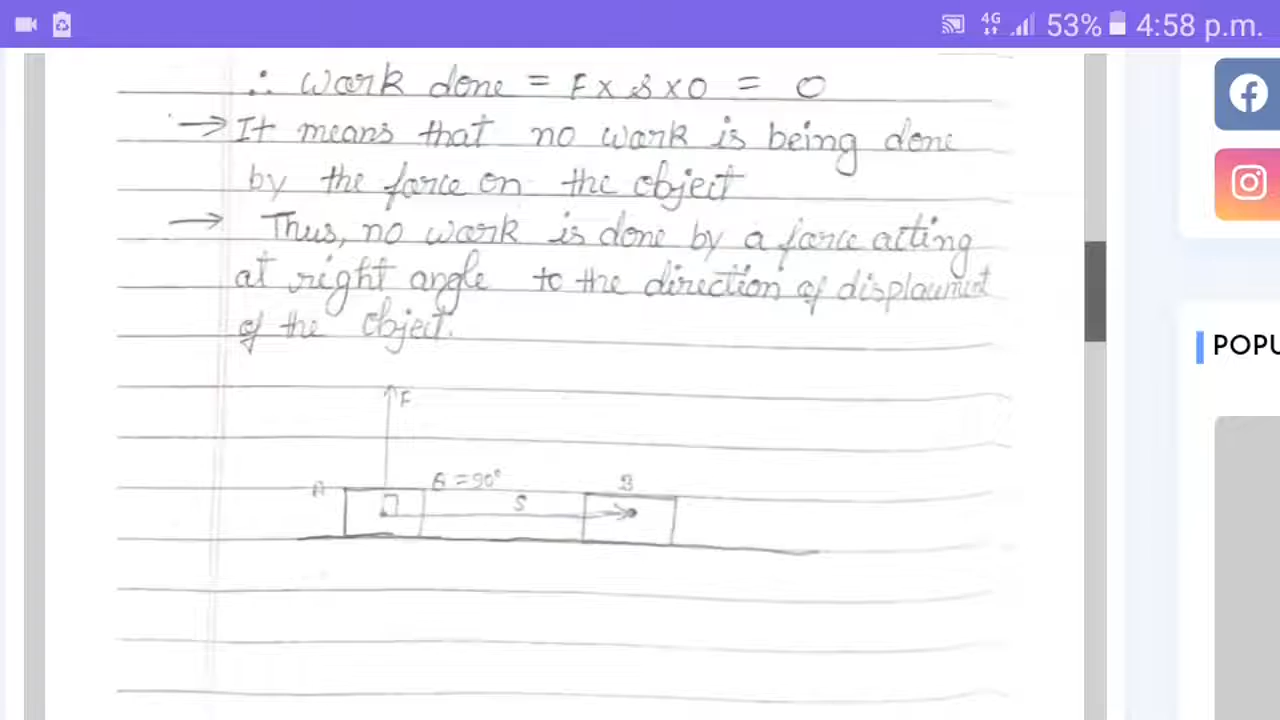 4G 53% 4:58 p.m.
∴ Work done = F × S × 0 = 0
→ It means that no work is being done
by the force on the object
→ Thus, no work is done by a force acting
at right angle to the direction of displacement
of the object.
F
A θ = 90° B
S
POPU